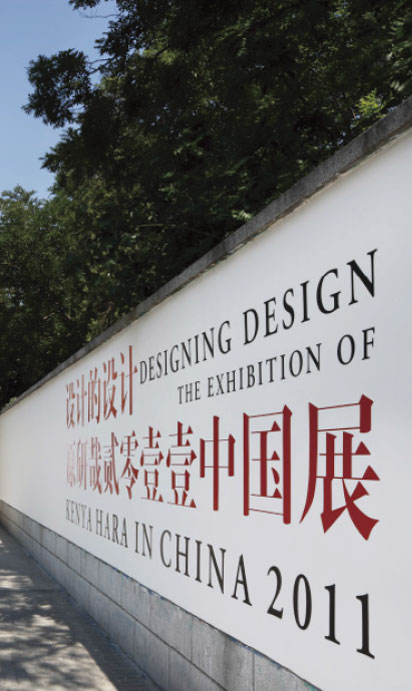 设计的设计 DESIGNING DESIGN
THE EXHIBITION OF
原研哉贰零壹壹中国展
KENYA HARA IN CHINA 2011